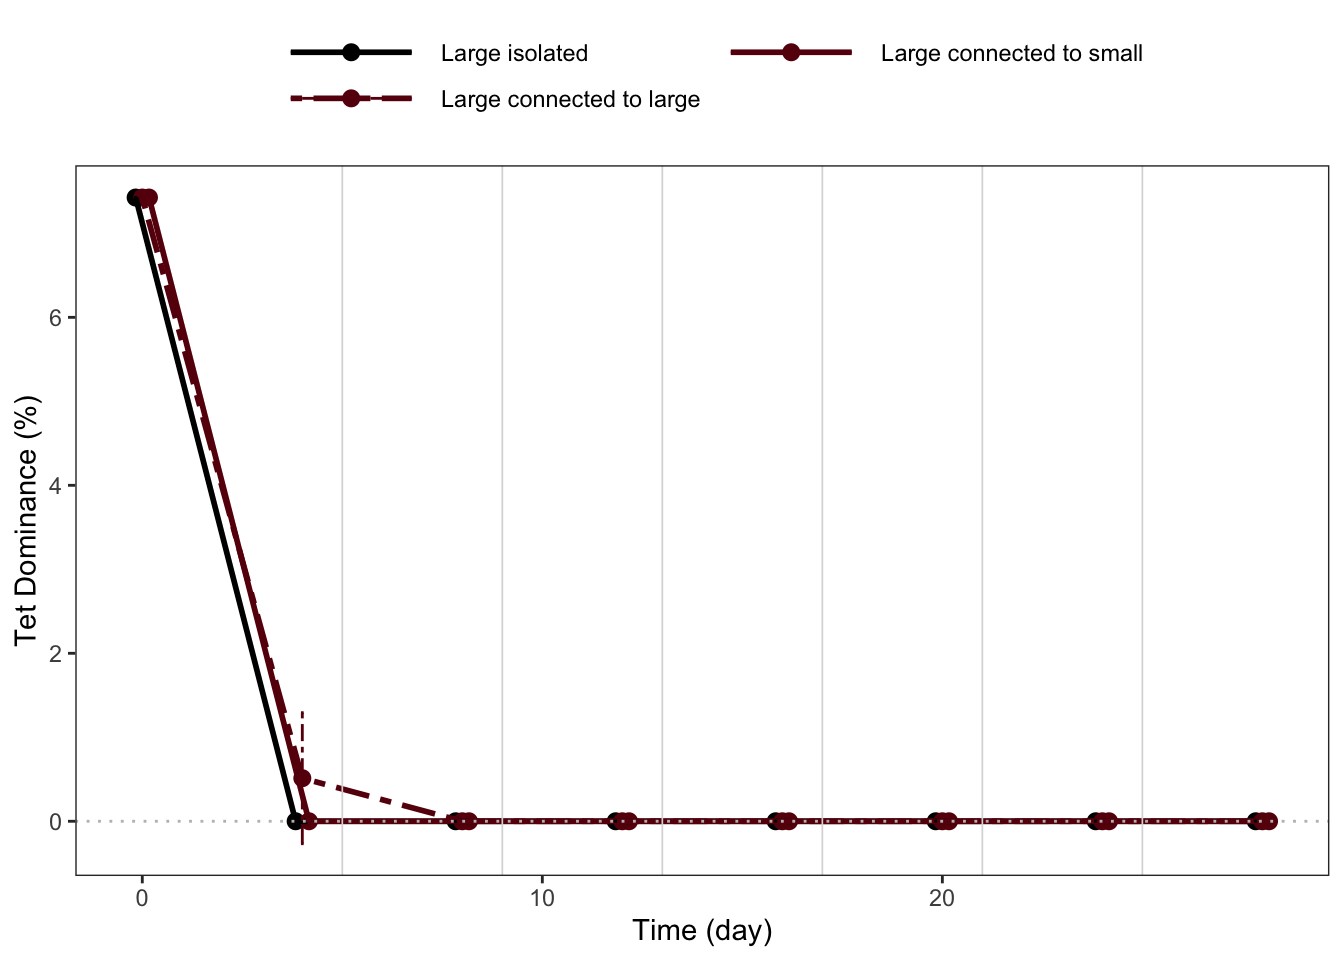 Large isolated
Large connected to small
Large connected to large
Tet Dominance (%)
6
4
2
0
0
10
20
Time (day)